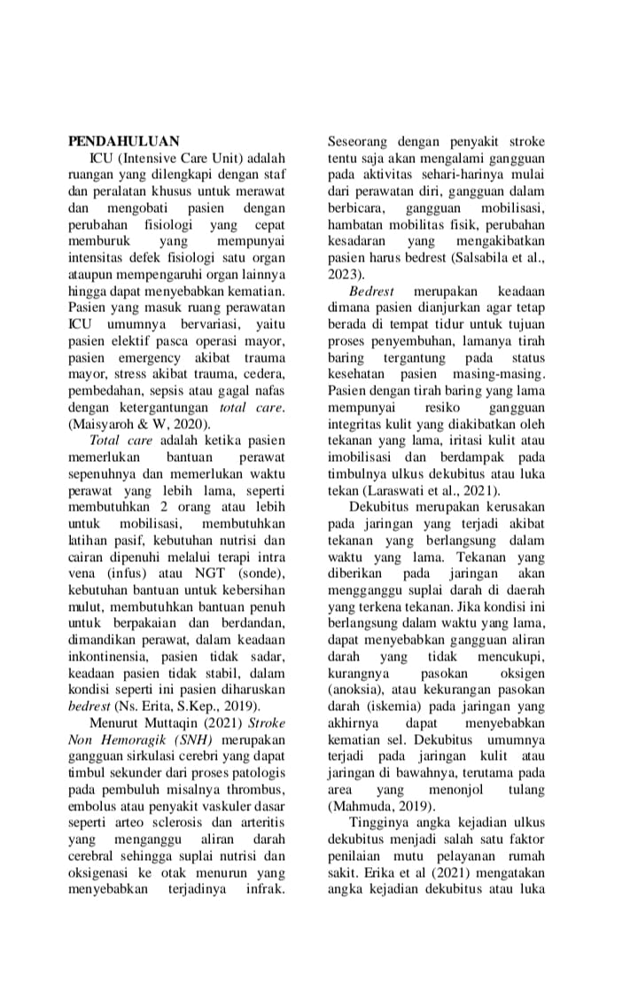 PENDAHULUAN
ICU (Intensive Care Unit) adalah
ruangan yang dilengkapi dengan staf
dan peralatan khusus untuk merawat
dan mengobati pasien dengan
perubahan fisiologi yang cepat
memburuk yang mempunyai
intensitas defek fisiologi satu organ
ataupun mempengaruhi organ lainnya
hingga dapat menyebabkan kematian.
Pasien yang masuk ruang perawatan
ICU umumnya bervariasi, yaitu
pasien elektif pasca operasi mayor,
pasien emergency akibat trauma
mayor, stress akibat trauma, cedera,
pembedahan, sepsis atau gagal nafas
dengan ketergantungan total care.
(Maisyaroh & W, 2020).
Total care adalah ketika pasien
memerlukan bantuan perawat
sepenuhnya dan memerlukan waktu
perawat yang lebih lama, seperti
membutuhkan 2 orang atau lebih
untuk mobilisasi, membutuhkan
latihan pasif, kebutuhan nutrisi dan
cairan dipenuhi melalui terapi intra
vena (infus) atau NGT (sonde),
kebutuhan bantuan untuk kebersihan
mulut, membutuhkan bantuan penuh
untuk berpakaian dan berdandan,
dimandikan perawat, dalam keadaan
inkontinensia, pasien tidak sadar,
keadaan pasien tidak stabil, dalam
kondisi seperti ini pasien diharuskan
bedrest (Ns. Erita, S.Kep., 2019).
Menurut Muttaqin (2021) Stroke
Non Hemoragik (SNH) merupakan
gangguan sirkulasi cerebri yang dapat
timbul sekunder dari proses patologis
pada pembuluh misalnya thrombus,
embolus atau penyakit vaskuler dasar
seperti arteo sclerosis dan arteritis
yang menganggu aliran darah
cerebral sehingga suplai nutrisi dan
oksigenasi ke otak menurun yang
menyebabkan terjadinya infrak.
Seseorang dengan penyakit stroke
tentu saja akan mengalami gangguan
pada aktivitas sehari-harinya mulai
dari perawatan diri, gangguan dalam
berbicara, gangguan mobilisasi,
hambatan mobilitas fisik, perubahan
kesadaran yang mengakibatkan
pasien harus bedrest (Salsabila et al.,
2023).
Bedrest merupakan keadaan
dimana pasien dianjurkan agar tetap
berada di tempat tidur untuk tujuan
proses penyembuhan, lamanya tirah
baring tergantung pada status
kesehatan pasien masing-masing.
Pasien dengan tirah baring yang lama
mempunyai resiko gangguan
integritas kulit yang diakibatkan oleh
tekanan yang lama, iritasi kulit atau
imobilisasi dan berdampak pada
timbulnya ulkus dekubitus atau luka
tekan (Laraswati et al., 2021).
Dekubitus merupakan kerusakan
pada jaringan yang terjadi akibat
tekanan yang berlangsung dalam
waktu yang lama. Tekanan yang
diberikan pada jaringan akan
mengganggu suplai darah di daerah
yang terkena tekanan. Jika kondisi ini
berlangsung dalam waktu yang lama,
dapat menyebabkan gangguan aliran
darah yang tidak mencukupi,
kurangnya pasokan oksigen
(anoksia), atau kekurangan pasokan
darah (iskemia) pada jaringan yang
akhirnya dapat menyebabkan
kematian sel. Dekubitus umumnya
terjadi pada jaringan kulit atau
jaringan di bawahnya, terutama pada
area yang menonjol tulang
(Mahmuda, 2019).
Tingginya angka kejadian ulkus
dekubitus menjadi salah satu faktor
penilaian mutu pelayanan rumah
sakit. Erika et al (2021) mengatakan
angka kejadian dekubitus atau luka